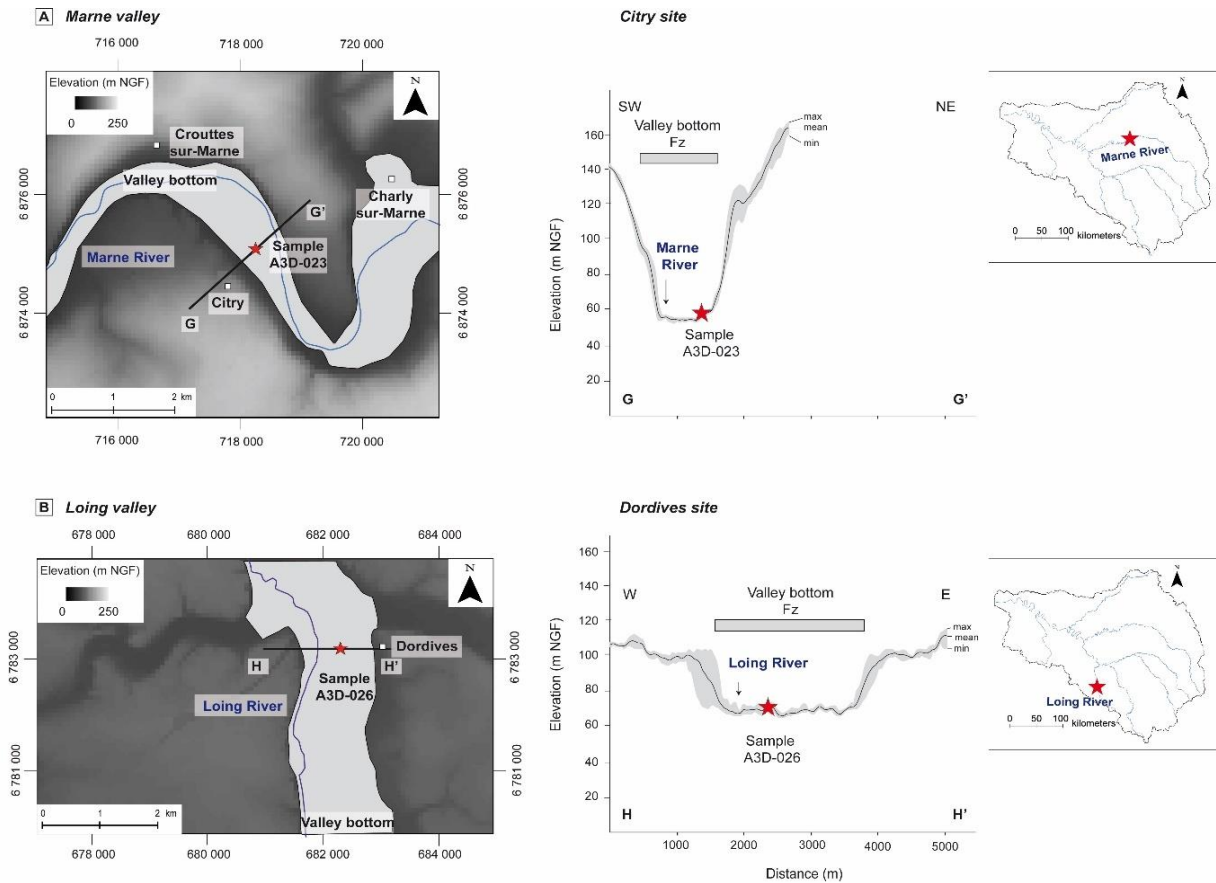 A Marne valley
716 000 718 000 720 000
Elevation (m NGF)
0 250
N
Crouttes
sur-Marne
Valley bottom
Charly
sur-Marne
G'
Sample
A3D-023
Marne River
Citry
G
6 876 000
6 874 000
6 876 000
6 874 000
0 1 2 km
716 000 718 000 720 000
Citry site
Elevation (m NGF)
160
140
120
100
80
60
40
20
SW
NE
Valley bottom
Fz
max
mean
min
Marne
River
Sample
A3D-023
G G'
1000 2000 3000 4000 5000
N
Marne River
0 50 100
kilometers
B Loing valley
678 000 680 000 682 000 684 000
Elevation (m NGF)
0 250
N
Dordives
H H'
Sample
A3D-026
Loing River
Valley bottom
6 783 000
6 781 000
6 783 000
6 781 000
0 1 2 km
678 000 680 000 682 000 684 000
Dordives site
Elevation (m NGF)
160
140
120
100
80
60
40
20
W
E
Valley bottom
Fz
max
mean
min
Loing River
Sample
A3D-026
H H'
1000 2000 3000 4000 5000
Distance (m)
N
Loing River
0 50 100
kilometers